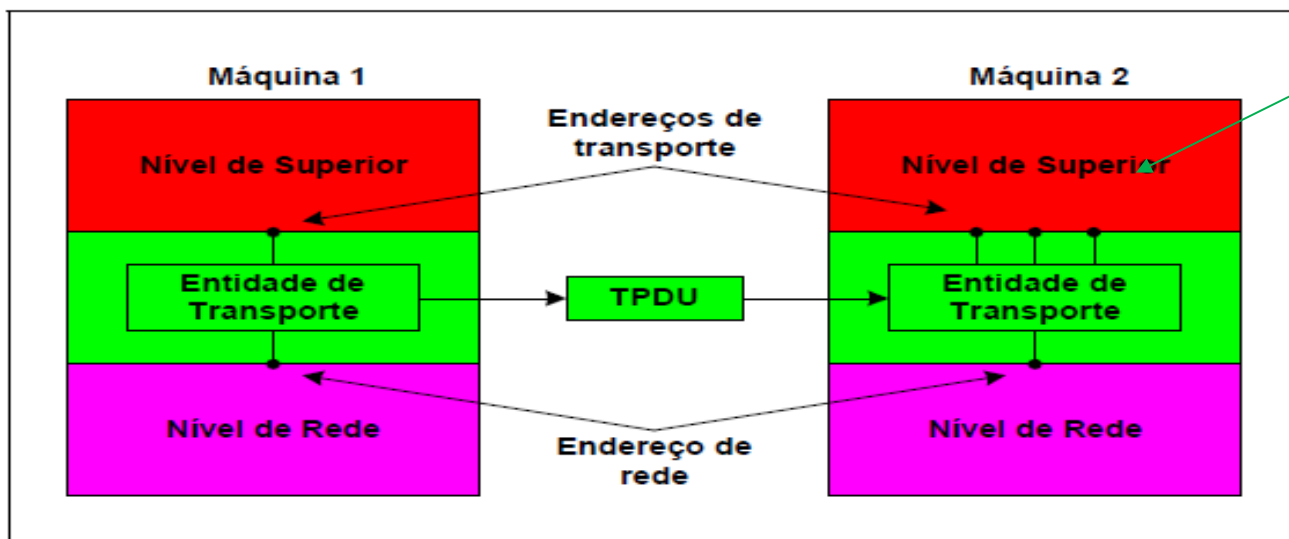 Máquina 1
Máquina 2
Endereços de
transporte
Nível de Superior
Nível de Superior
Entidade de
Transporte
TPDU
Entidade de
Transporte
Nível de Rede
Nível de Rede
Endereço de
rede